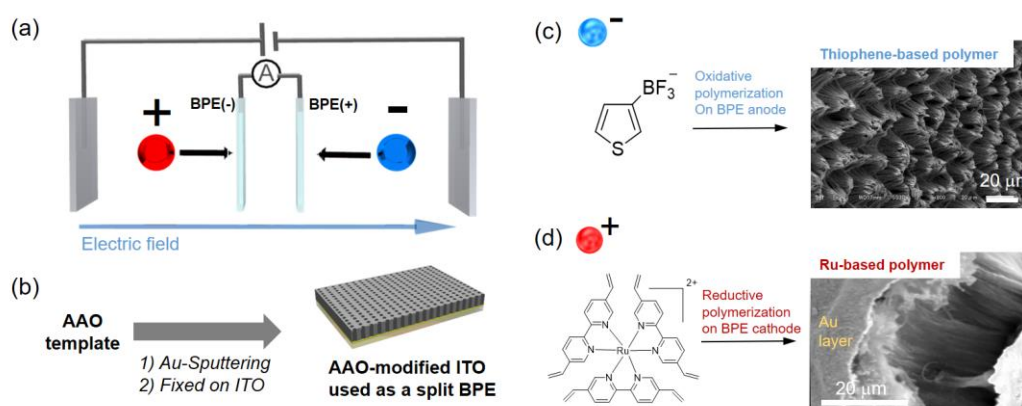 (a)
A
BPE(-)
BPE(+)
+
−
Electric field
(b)
AAO
template
1) Au-Sputtering
2) Fixed on ITO
AAO-modified ITO
used as a split BPE
(c)
−
BF3−
S
Oxidative
polymerization
On BPE anode
Thiophene-based polymer
20 μm
(d)
+
2+
N
N
N
Ru
N
N
N
Reductive
polymerization
on BPE cathode
Ru-based polymer
Au
layer
20 μm